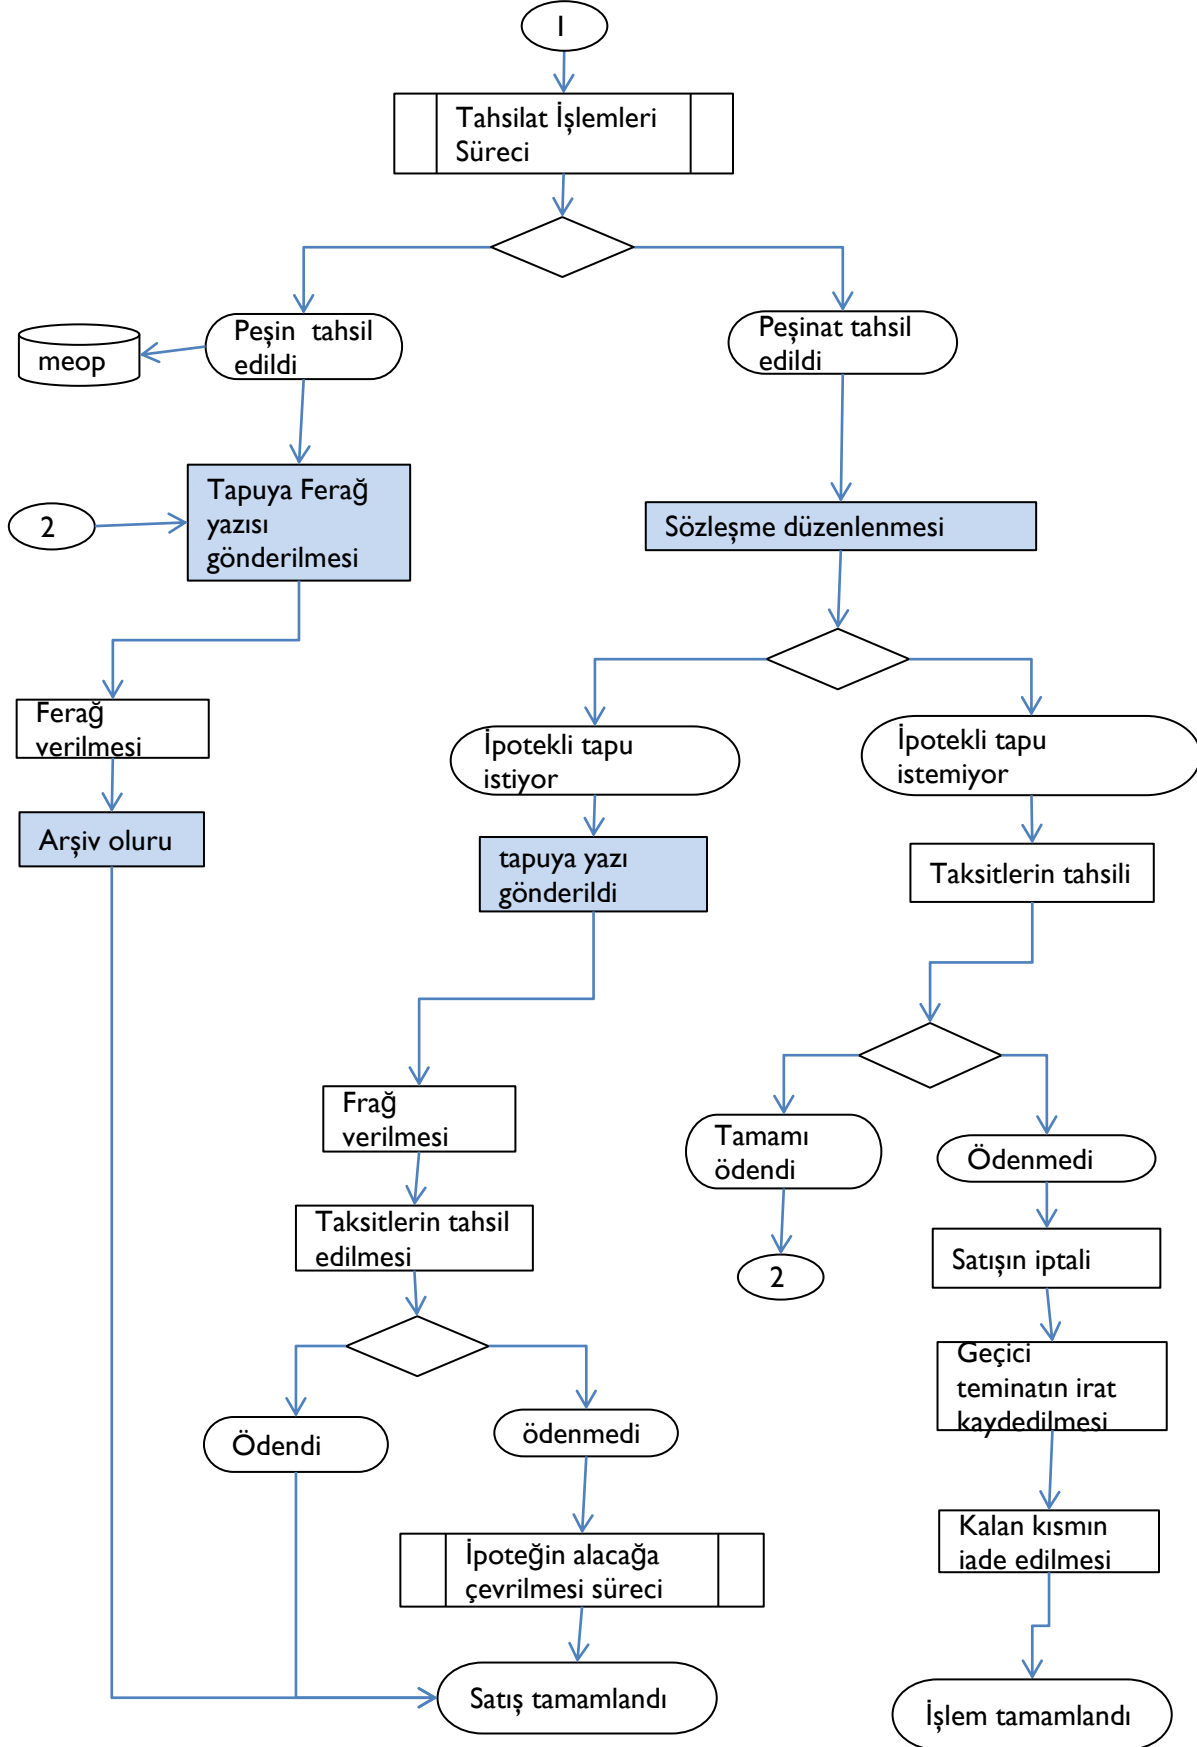 1
Tahsilat İşlemleri
Süreci
Peşin tahsil
edildi
meop
Peşinat tahsil
edildi
Tapuya Ferağ
yazısı
gönderilmesi
2
Sözleşme düzenlenmesi
Ferağ
verilmesi
Arşiv oluru
İpotekli tapu
istiyor
İpotekli tapu
istemiyor
tapuya yazı
gönderildi
Taksitlerin tahsili
Frağ
verilmesi
Tamamı
ödendi
Ödenmedi
Taksitlerin tahsil
edilmesi
2
Satışın iptali
Geçici
teminatın irat
kaydedilmesi
Ödendi
ödenmedi
Kalan kısmın
iade edilmesi
İpoteğin alacağa
çevrilmesi süreci
Satış tamamlandı
İşlem tamamlandı